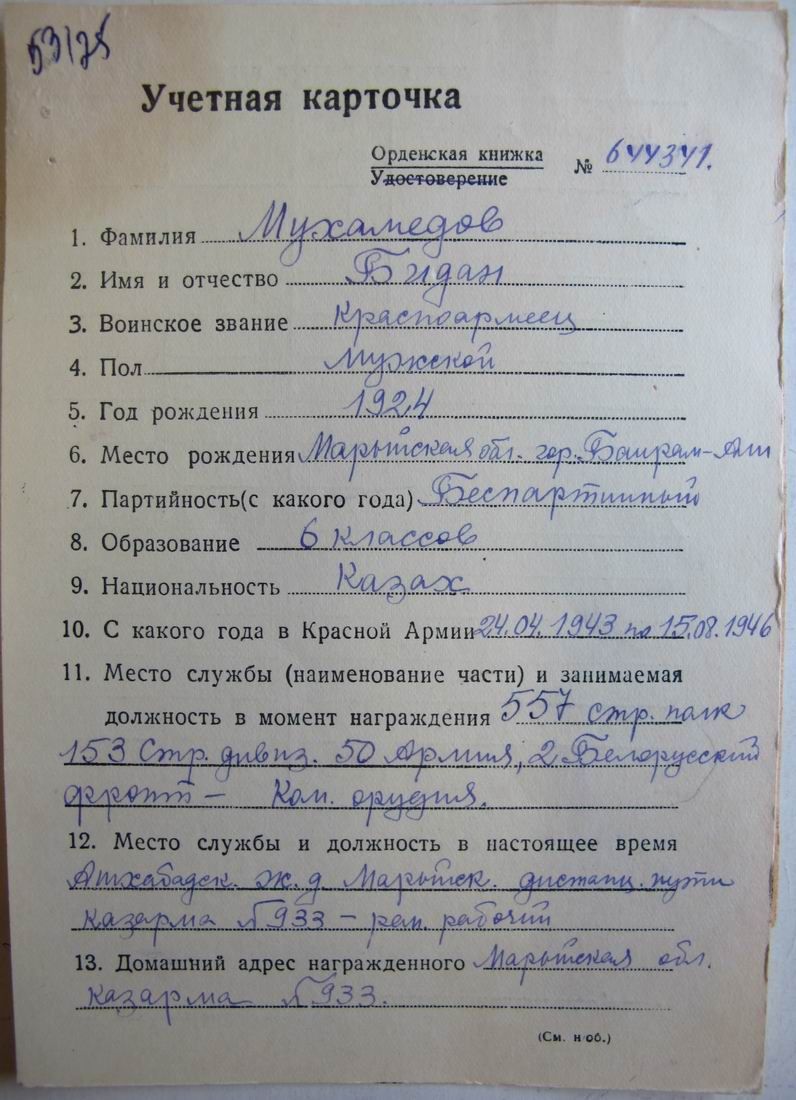 53175
Учетная карточка
Орденская книжка
Удостоверение
№ 644341.
1. Фамилия Мухамедов
2. Имя и отчество Бидан
3. Воинское звание Красноармеец
4. Пол Мужской
5. Год рождения 1924
6. Место рождения Марыйская обл. гор. Байрам-Али
7. Партийность(с какого года) Беспартийный
8. Образование 6 классов
9. Национальность Казах
10. С какого года в Красной Армии 24.04.1943 по 15.08.1946
11. Место службы (наименование части) и занимаемая
должность в момент награждения 557 стр. полк
153 Стр. дивиз. 50 Армия, 2 Белорусский
фронт – Ком. орудия.
12. Место службы и должность в настоящее время
Ашхабадск. ж. д Марыйск. дистанц. пути
казарма №933 – рем. рабочий
13. Домашний адрес награжденного Марыйская обл.
казарма №933.
(См. н об.)